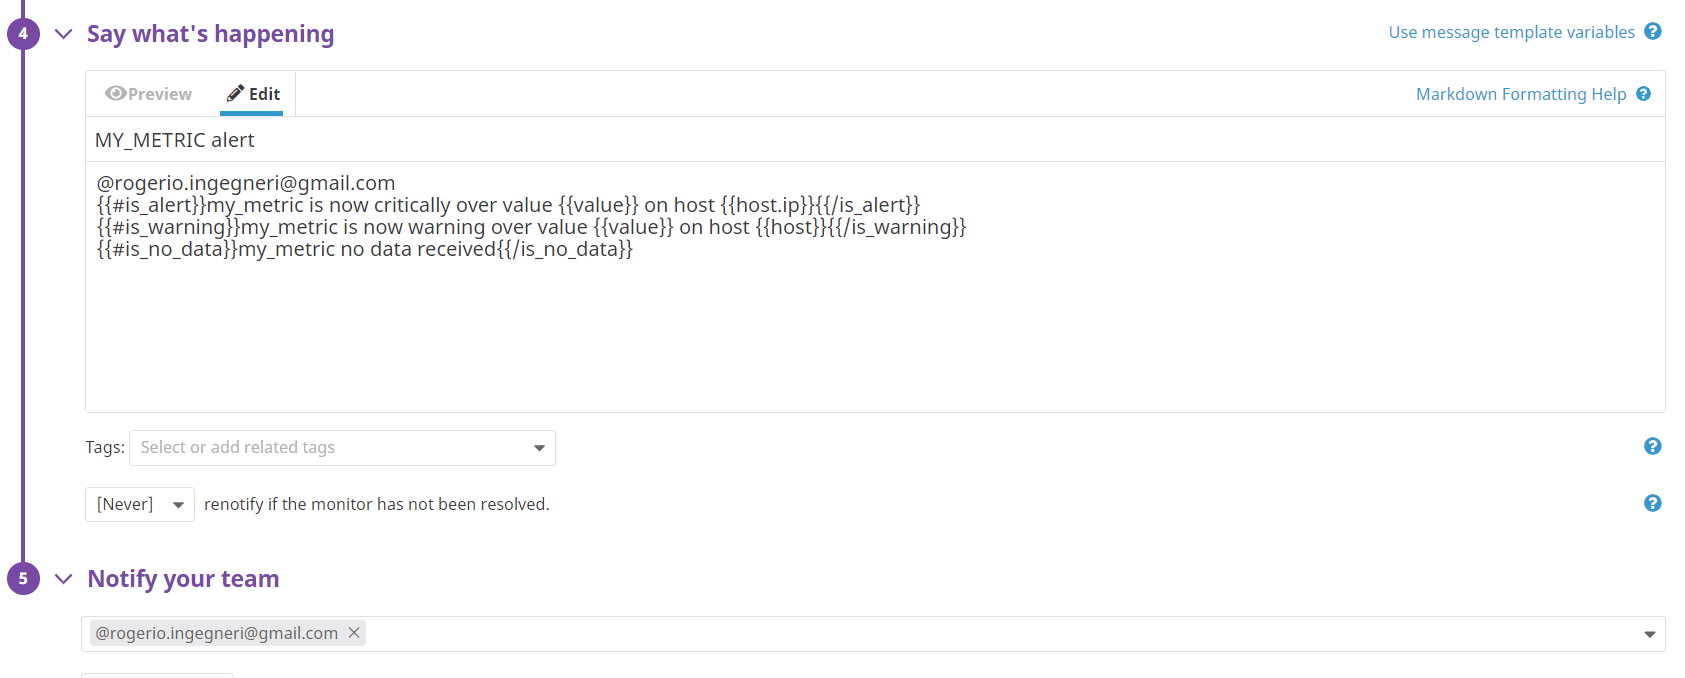 4 Say what's happening Use message template variables ?
Preview Edit Markdown Formatting Help ?
MY_METRIC alert
@rogerio.ingegneri@gmail.com
{{#is_alert}}my_metric is now critically over value {{value}} on host {{host.ip}}{{/is_alert}}
{{#is_warning}}my_metric is now warning over value {{value}} on host {{host}}{{/is_warning}}
{{#is_no_data}}my_metric no data received{{/is_no_data}}
Tags: Select or add related tags ?
[Never] renotify if the monitor has not been resolved. ?
5 Notify your team
@rogerio.ingegneri@gmail.com ×